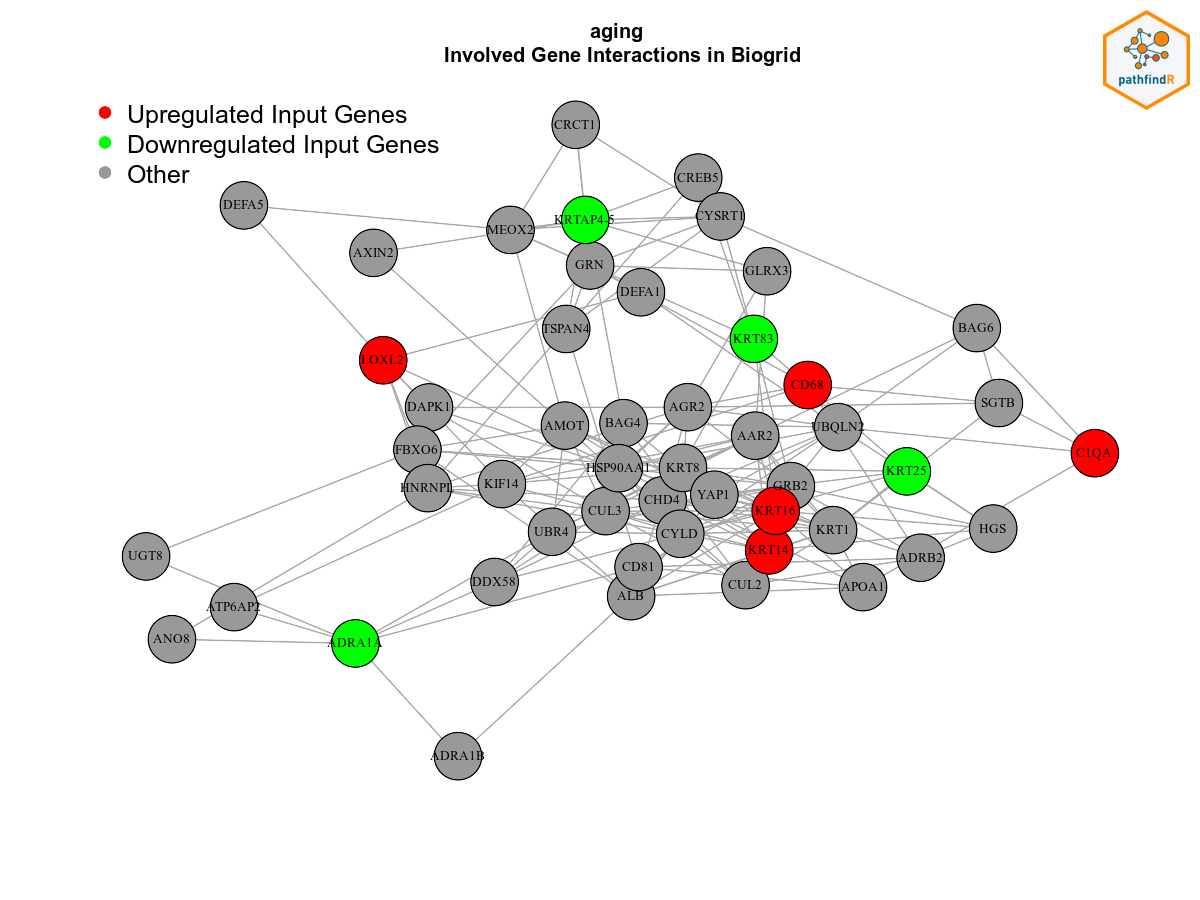 aging
Involved Gene Interactions in Biogrid
pathfindR
Upregulated Input Genes
Downregulated Input Genes
Other
CRCT1
CREB5
DEFA5
CYSRT1
KRTAP4-5
MEOX2
AXIN2
GRN
GLRX3
DEFA1
TSPAN4
BAG6
KRT83
LOXL2
CD68
SGTB
DAPK1
AGR2
BAG4
AMOT
UBQLN2
AAR2
FBXO6
C1QA
HSP90AA1
KRT8
KRT25
KIF14
HNRNPL
GRB2
YAP1
CHD4
CUL3
KRT16
HGS
KRT1
UBR4
CYLD
KRT14
UGT8
ADRB2
CD81
DDX58
CUL2
APOA1
ALB
ATP6AP2
ANO8
ADRA1A
ADRA1B